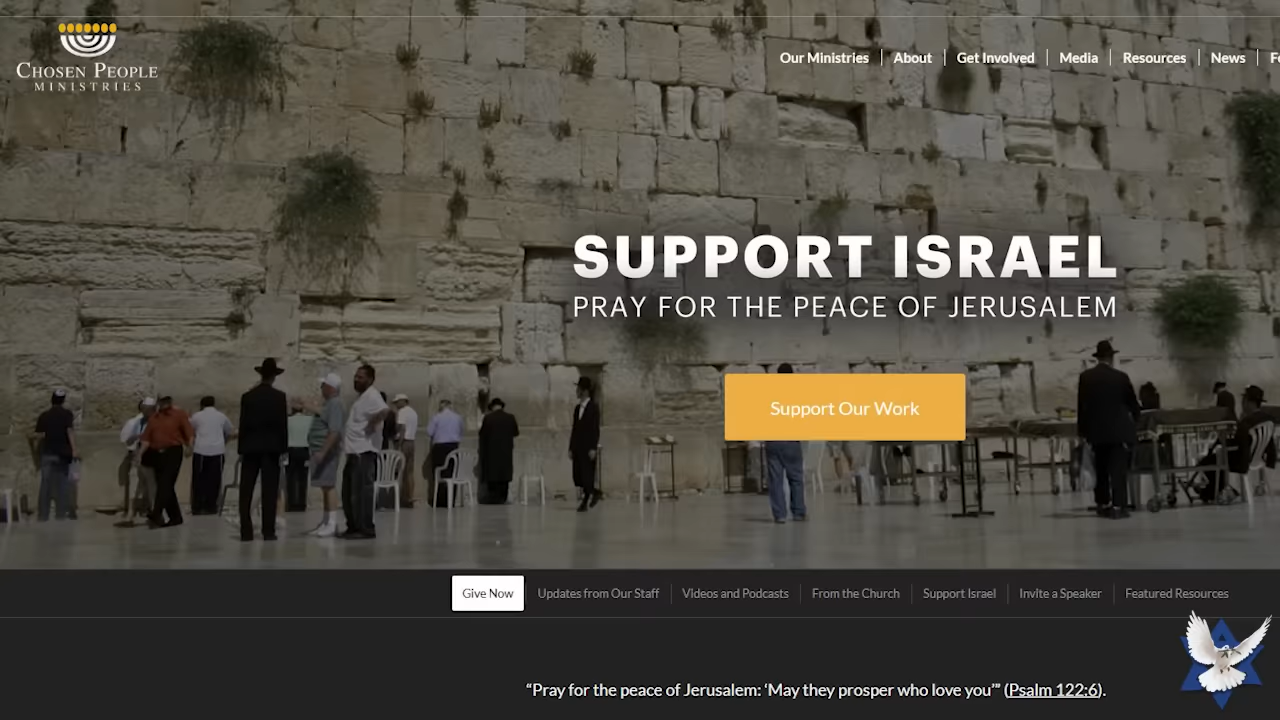 CHOSEN PEOPLE
MINISTRIES
Our Ministries
About
Get Involved
Media
Resources
News
SUPPORT ISRAEL
PRAY FOR THE PEACE OF JERUSALEM
Support Our Work
Give Now
Updates from Our Staff
Videos and Podcasts
From the Church
Support Israel
Invite a Speaker
Featured Resources
“Pray for the peace of Jerusalem: ‘May they prosper who love you’” (Psalm 122:6).